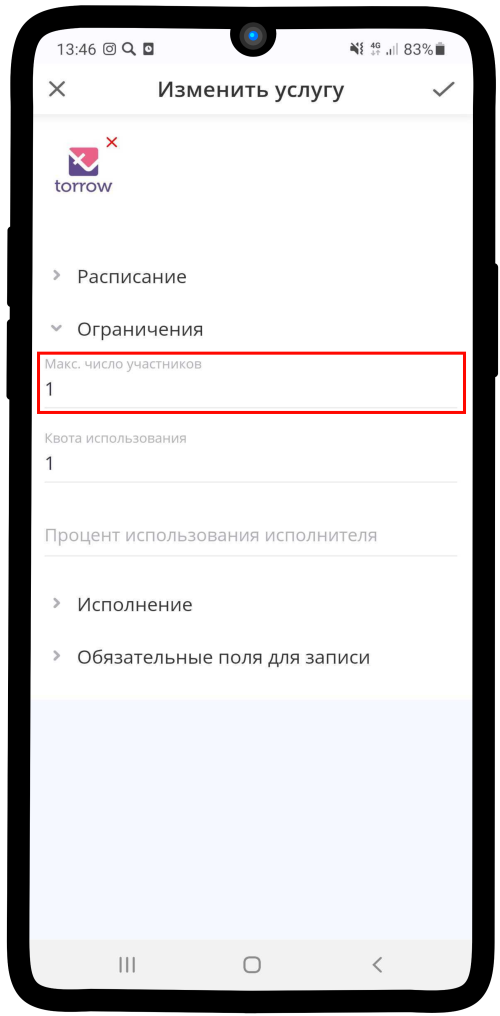 13:46 4G 83%
Изменить услугу
torrow
Расписание
Ограничения
Макс. число участников
1
Квота использования
1
Процент использования исполнителя
Исполнение
Обязательные поля для записи